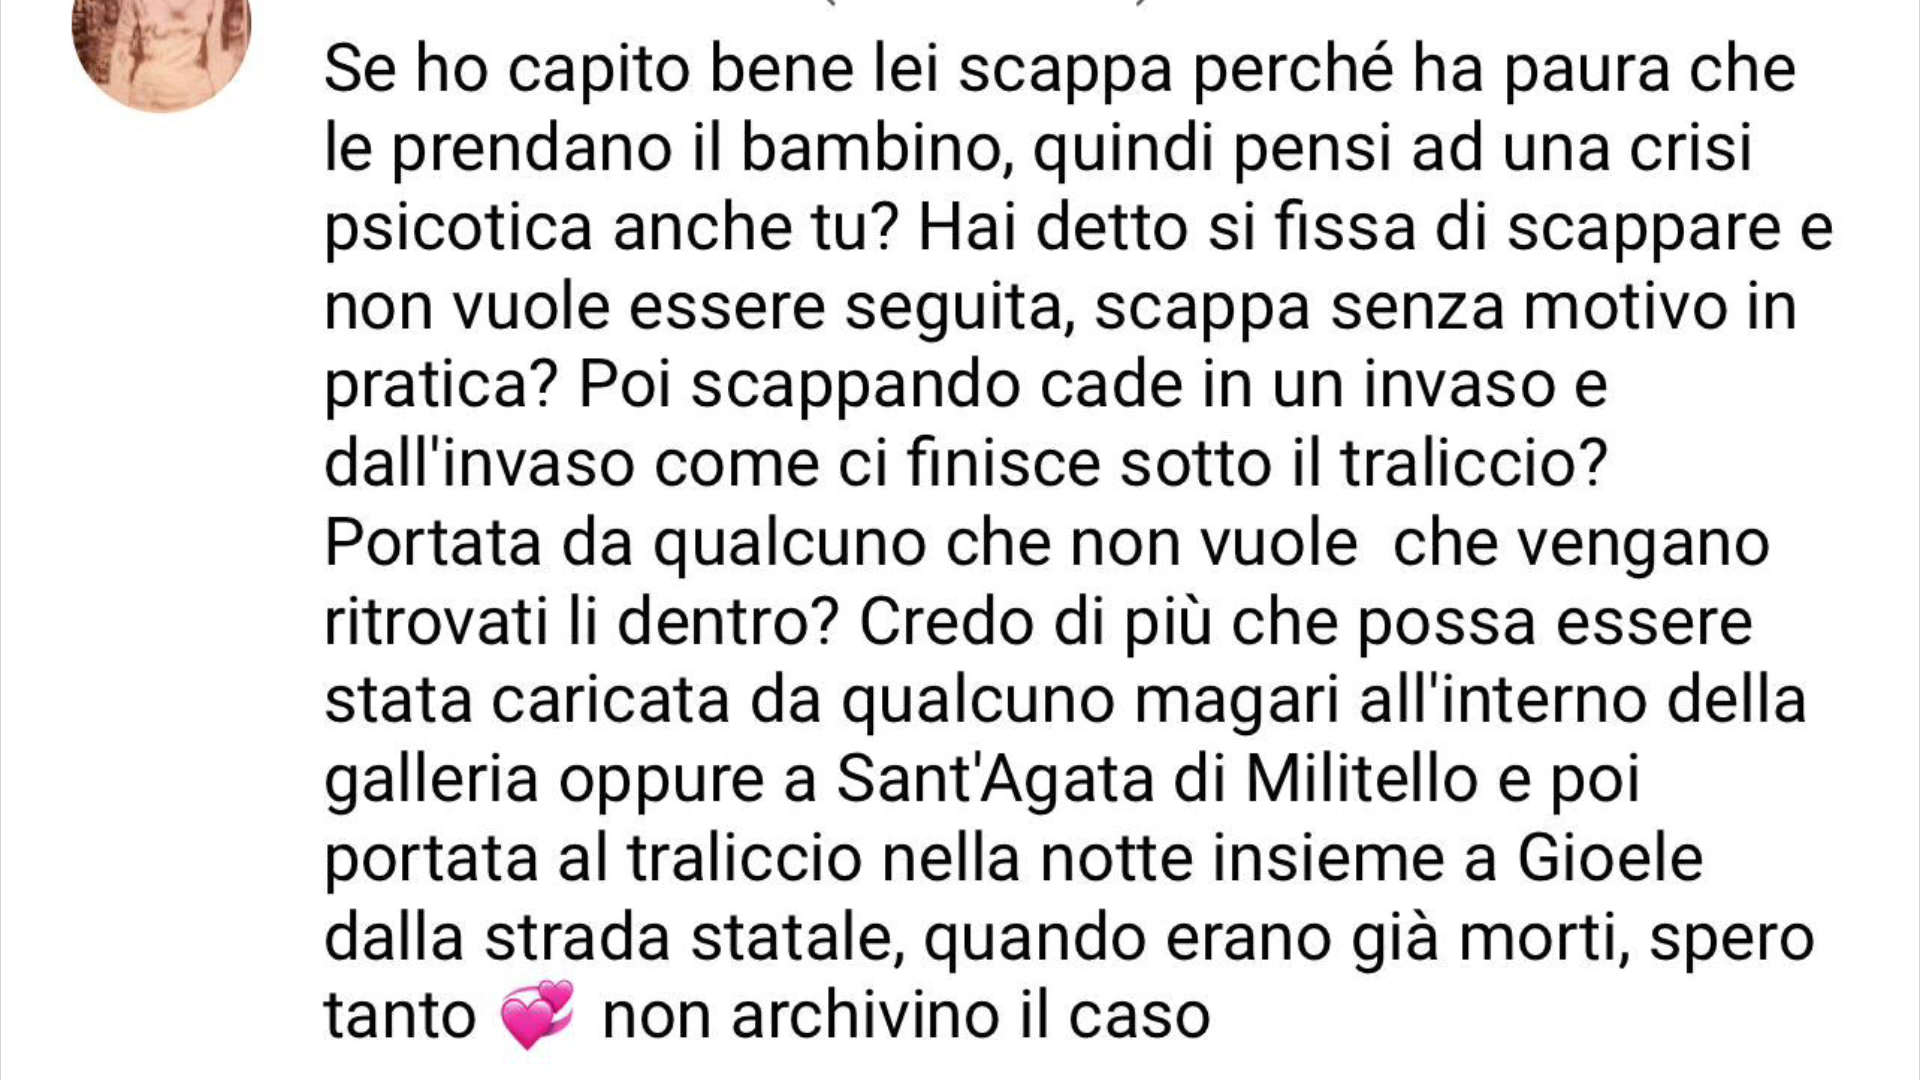 Se ho capito bene lei scappa perché ha paura che
le prendano il bambino, quindi pensi ad una crisi
psicotica anche tu? Hai detto si fissa di scappare e
non vuole essere seguita, scappa senza motivo in
pratica? Poi scappando cade in un invaso e
dall'invaso come ci finisce sotto il traliccio?
Portata da qualcuno che non vuole  che vengano
ritrovati li dentro? Credo di più che possa essere
stata caricata da qualcuno magari all'interno della
galleria oppure a Sant'Agata di Militello e poi
portata al traliccio nella notte insieme a Gioele
dalla strada statale, quando erano già morti, spero
tanto 💞 non archivino il caso